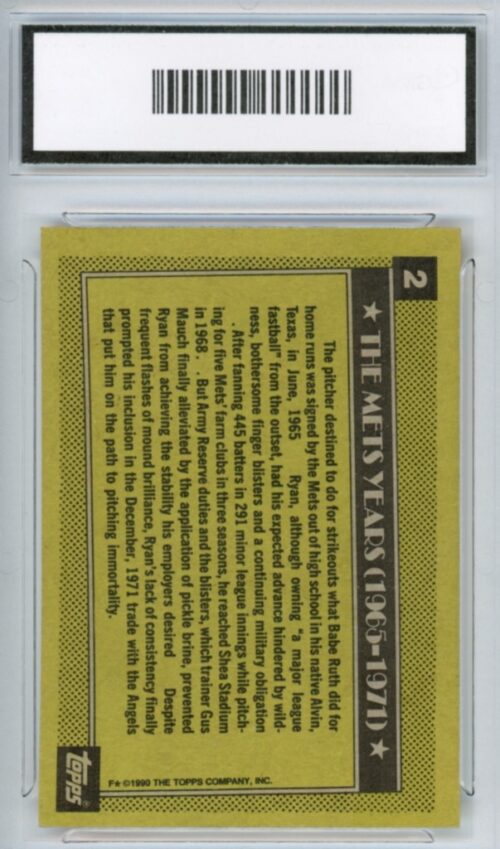 2
★ THE METS YEARS (1965-1971) ★
The pitcher destined to do for strikeouts what Babe Ruth did for
home runs was signed by the Mets out of high school in his native Alvin,
Texas, in June, 1965    Ryan, although owning "a major league
fastball" from the outset, had his expected advance hindered by wild-
ness, bothersome finger blisters and a continuing military obligation
. After fanning 445 batters in 291 minor league innings while pitch-
ing for five Mets' farm clubs in three seasons, he reached Shea Stadium
in 1968. . But Army Reserve duties and the blisters, which trainer Gus
Mauch finally alleviated by the application of pickle brine, prevented
Ryan from achieving the stability his employers desired    Despite
frequent flashes of mound brilliance, Ryan's lack of consistency finally
prompted his inclusion in the December, 1971 trade with the Angels
that put him on the path to pitching immortality.
F★ ©1990 THE TOPPS COMPANY, INC.
TOPPS®